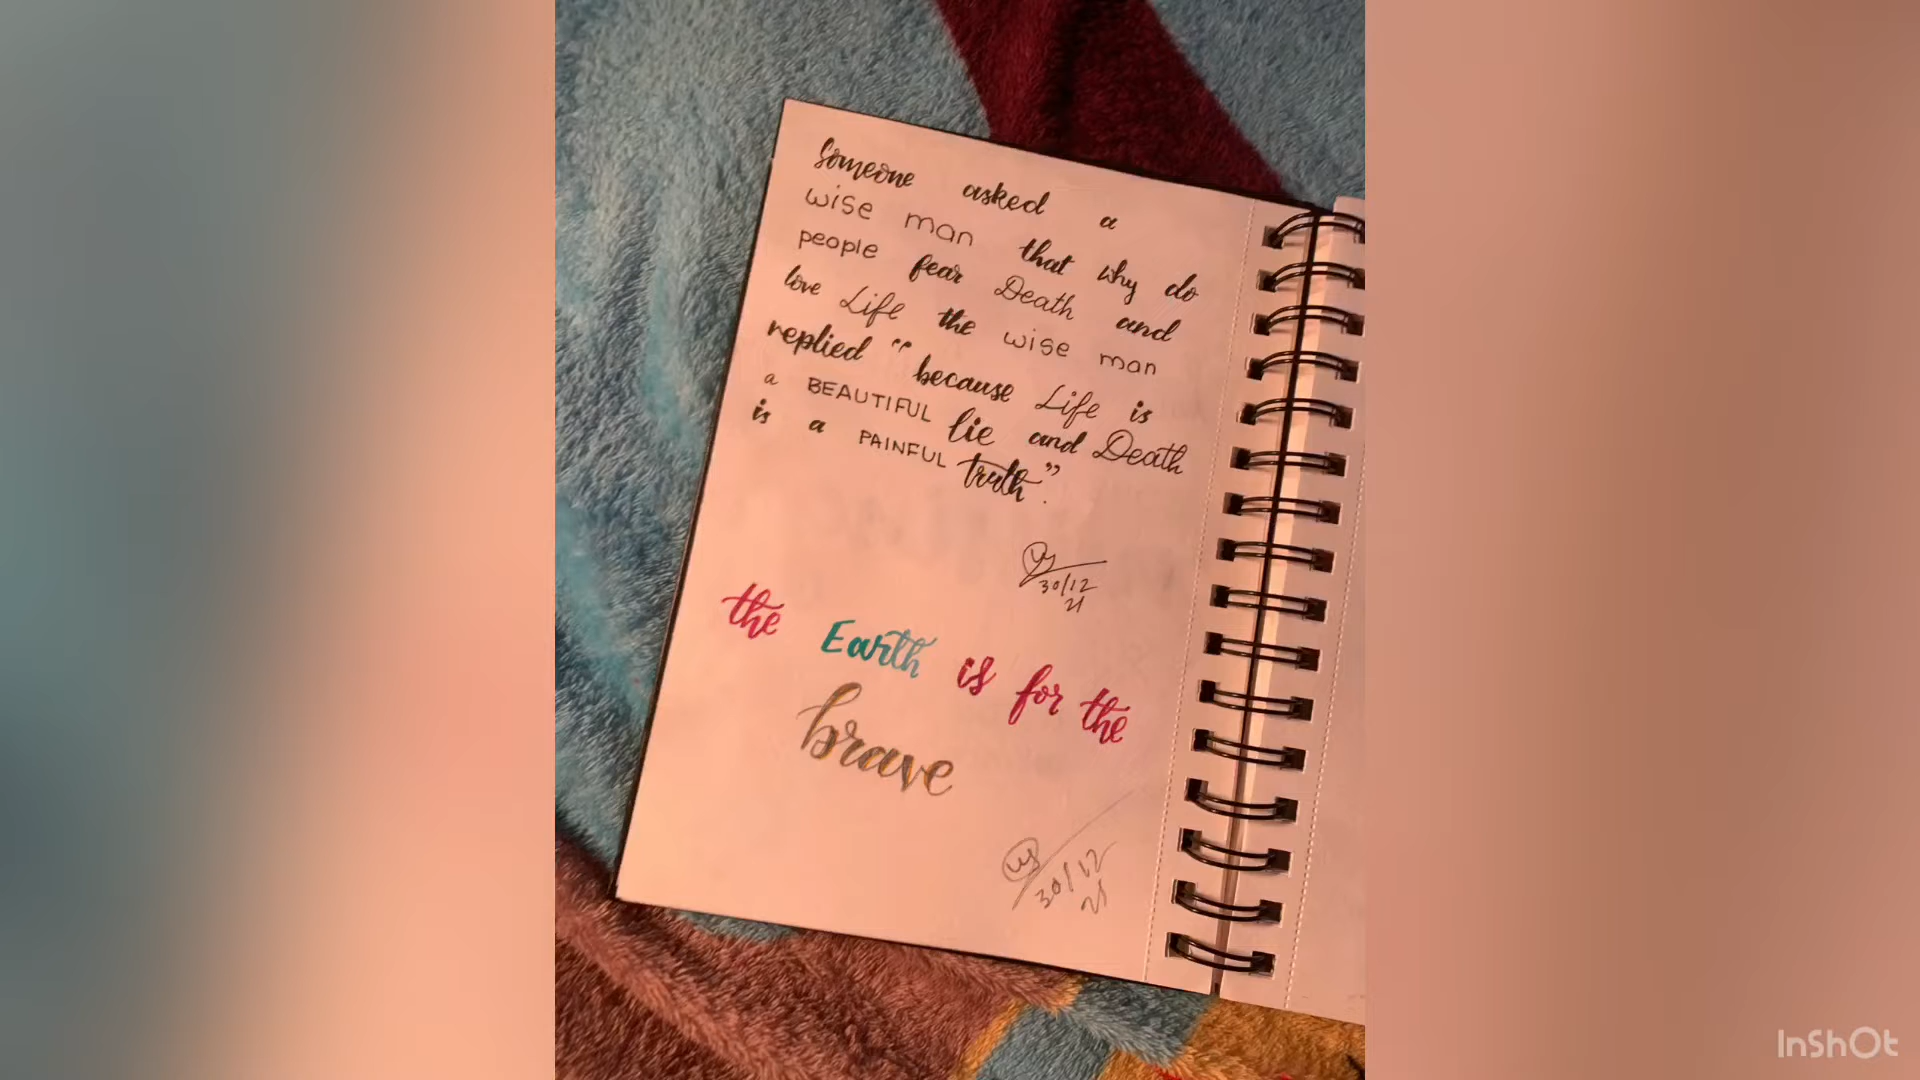 Someone asked a
wise man that why do
people fear Death and
love Life the wise man
replied “because Life is
a BEAUTIFUL lie and Death
is a PAINFUL truth”.
30/12
21
the Earth is for the
brave
30/12
21
InShOt